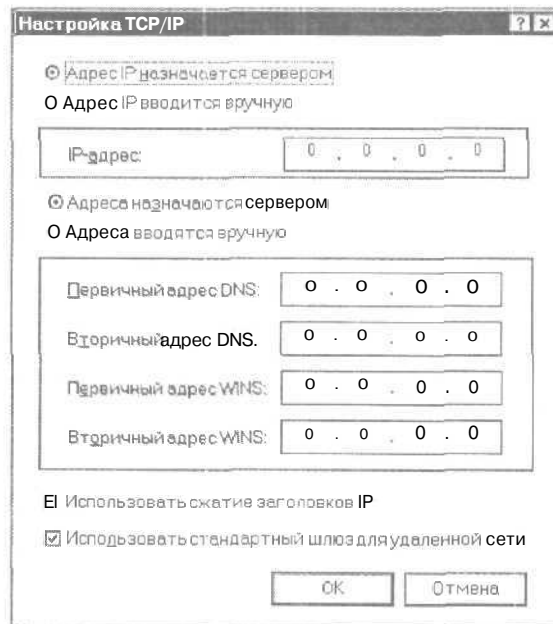 Настройка TCP/IP ? ×
Адрес IP назначается сервером
О Адрес IP вводится вручную
IP-адрес: 0 . 0 . 0 . 0
Адреса назначаются сервером
О Адреса вводятся вручную
Первичный адрес DNS: 0 . 0 . 0 . 0
Вторичный адрес DNS. 0 . 0 . 0 . 0
Первичный адрес WINS: 0 . 0 . 0 . 0
Вторичный адрес WINS: 0 . 0 . 0 . 0
El Использовать сжатие заголовков IP
Использовать стандартный шлюз для удаленной сети
OK Отмена